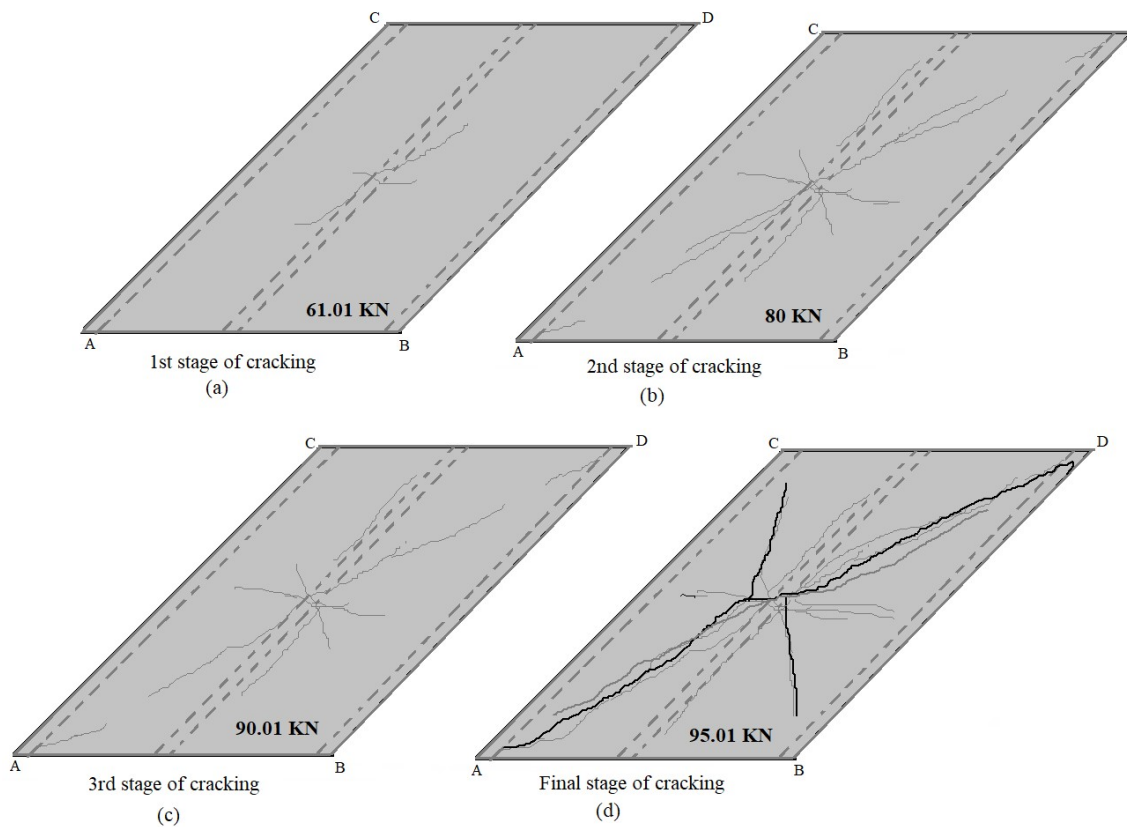 C D
61.01 KN
A B
1st stage of cracking
(a)
C
80 KN
A B
2nd stage of cracking
(b)
C D
90.01 KN
A B
3rd stage of cracking
(c)
C D
95.01 KN
A B
Final stage of cracking
(d)